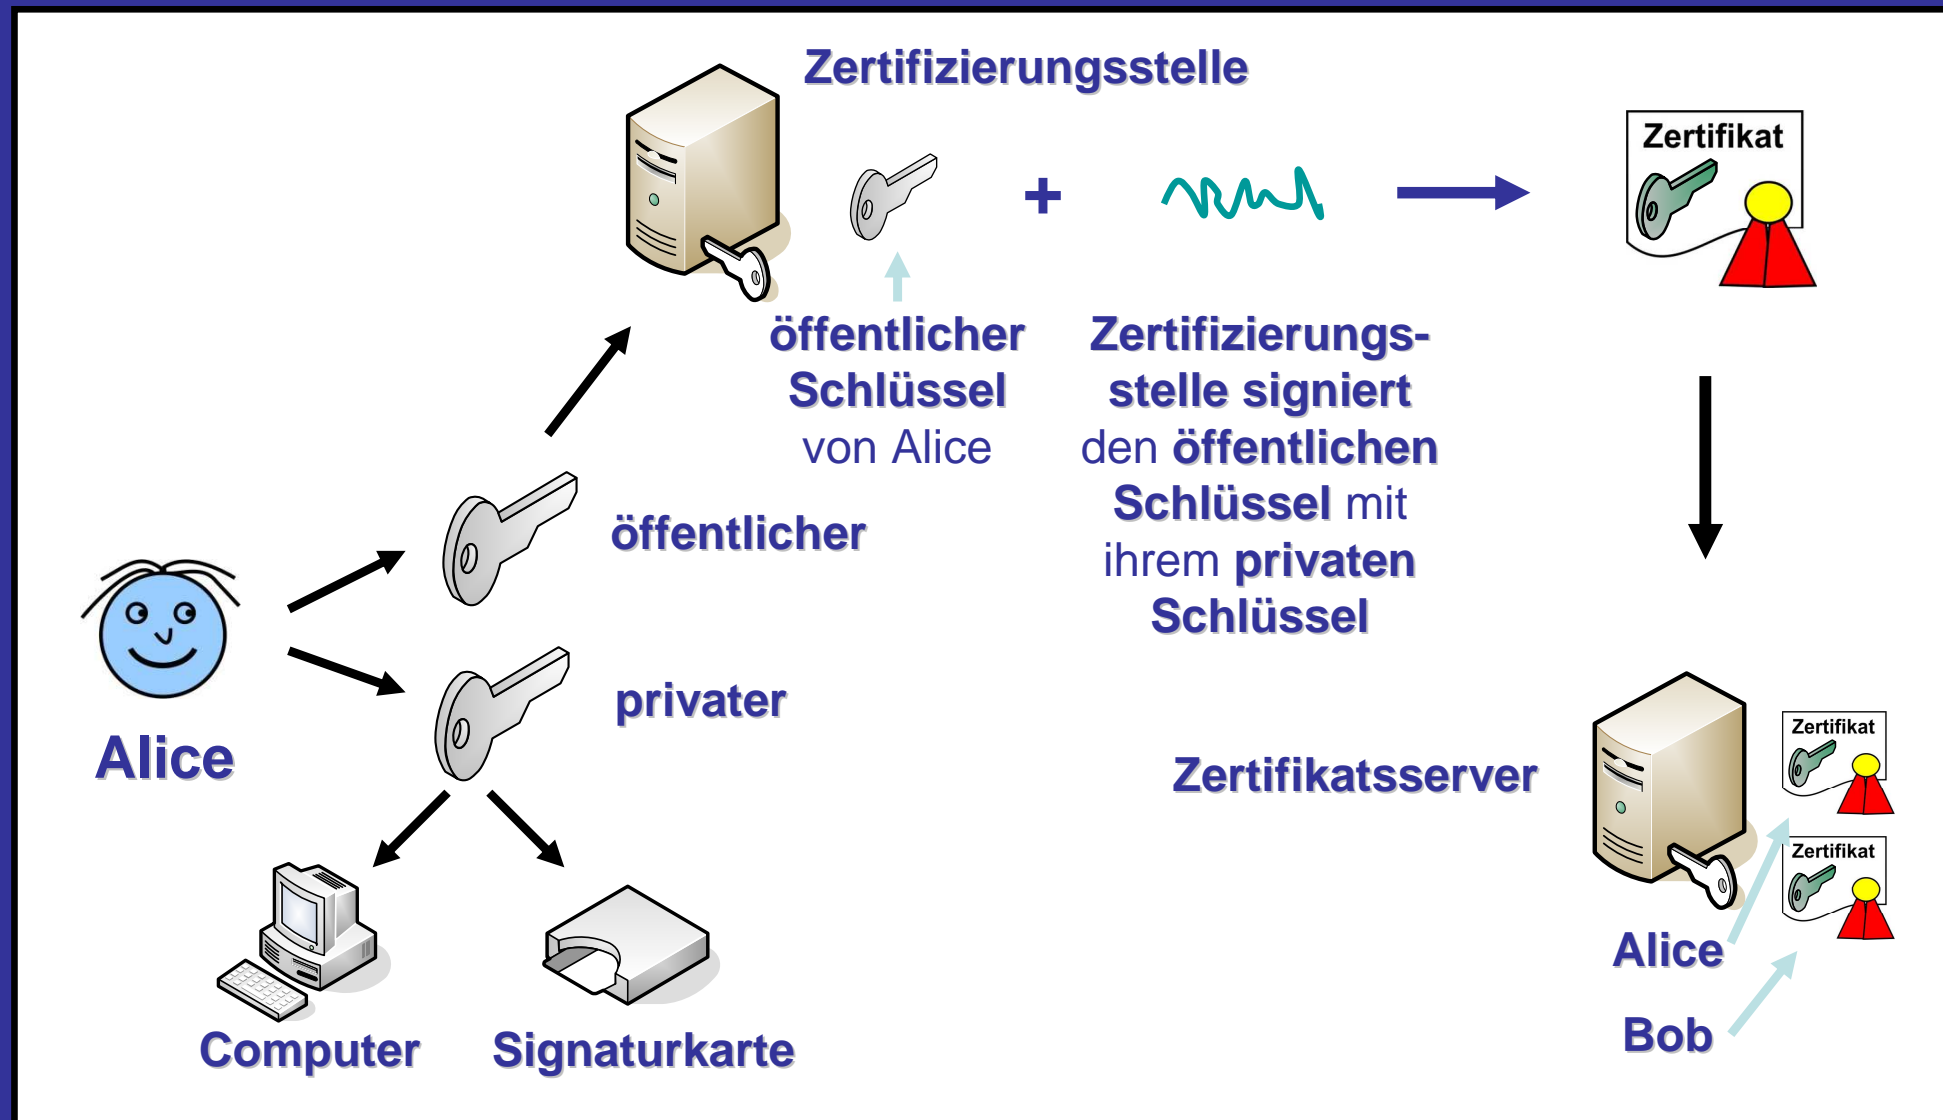 Zertifizierungsstelle
Zertifikat
öffentlicher
Schlüssel
von Alice
Zertifizierungs-
stelle signiert
den öffentlichen
Schlüssel mit
ihrem privaten
Schlüssel
öffentlicher
privater
Alice
Computer
Signaturkarte
Zertifikatsserver
Zertifikat
Zertifikat
Alice
Bob